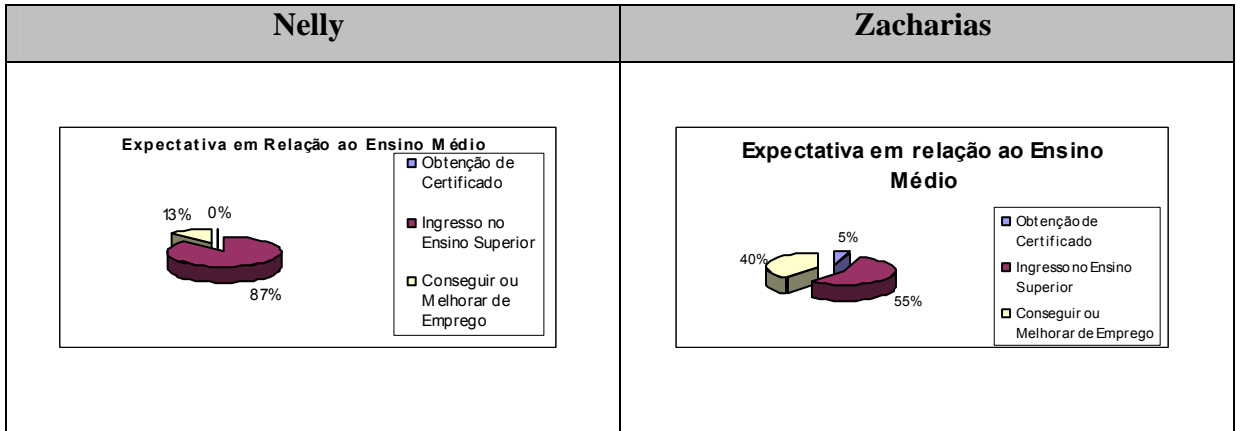 Nelly
Zacharias
Expectativa em Relação ao Ensino Médio
Obtenção de
Certificado
Ingresso no
Ensino Superior
Conseguir ou
Melhorar de
Emprego
13%
0%
87%
Expectativa em relação ao Ensino
Médio
Obtenção de
Certificado
Ingresso no Ensino
Superior
Conseguir ou
Melhorar de Emprego
5%
40%
55%